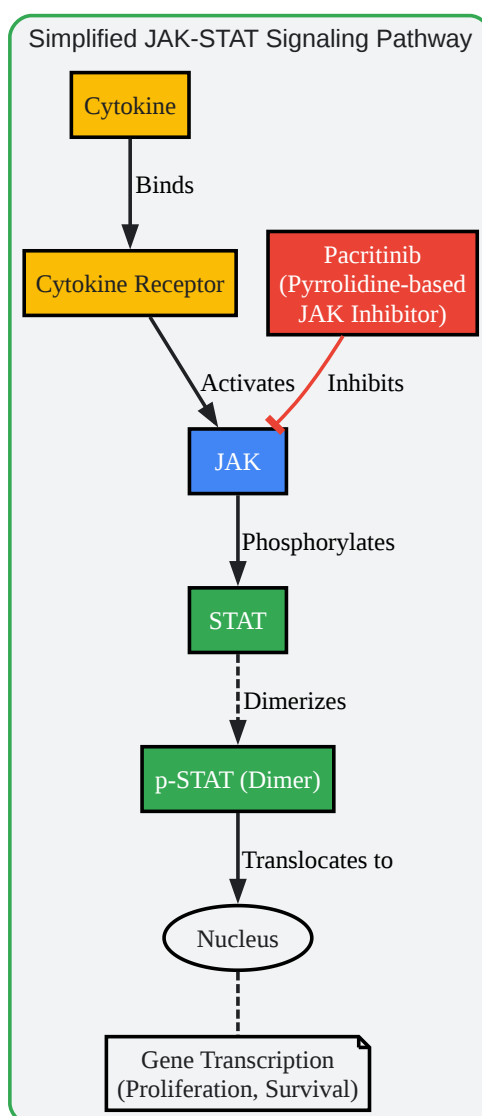 Simplified JAK-STAT Signaling Pathway
Cytokine
Binds
Cytokine Receptor
Pacritinib
(Pyrrolidine-based
JAK Inhibitor)
Activates
Inhibits
JAK
Phosphorylates
STAT
Dimerizes
p-STAT (Dimer)
Translocates to
Nucleus
Gene Transcription
(Proliferation, Survival)